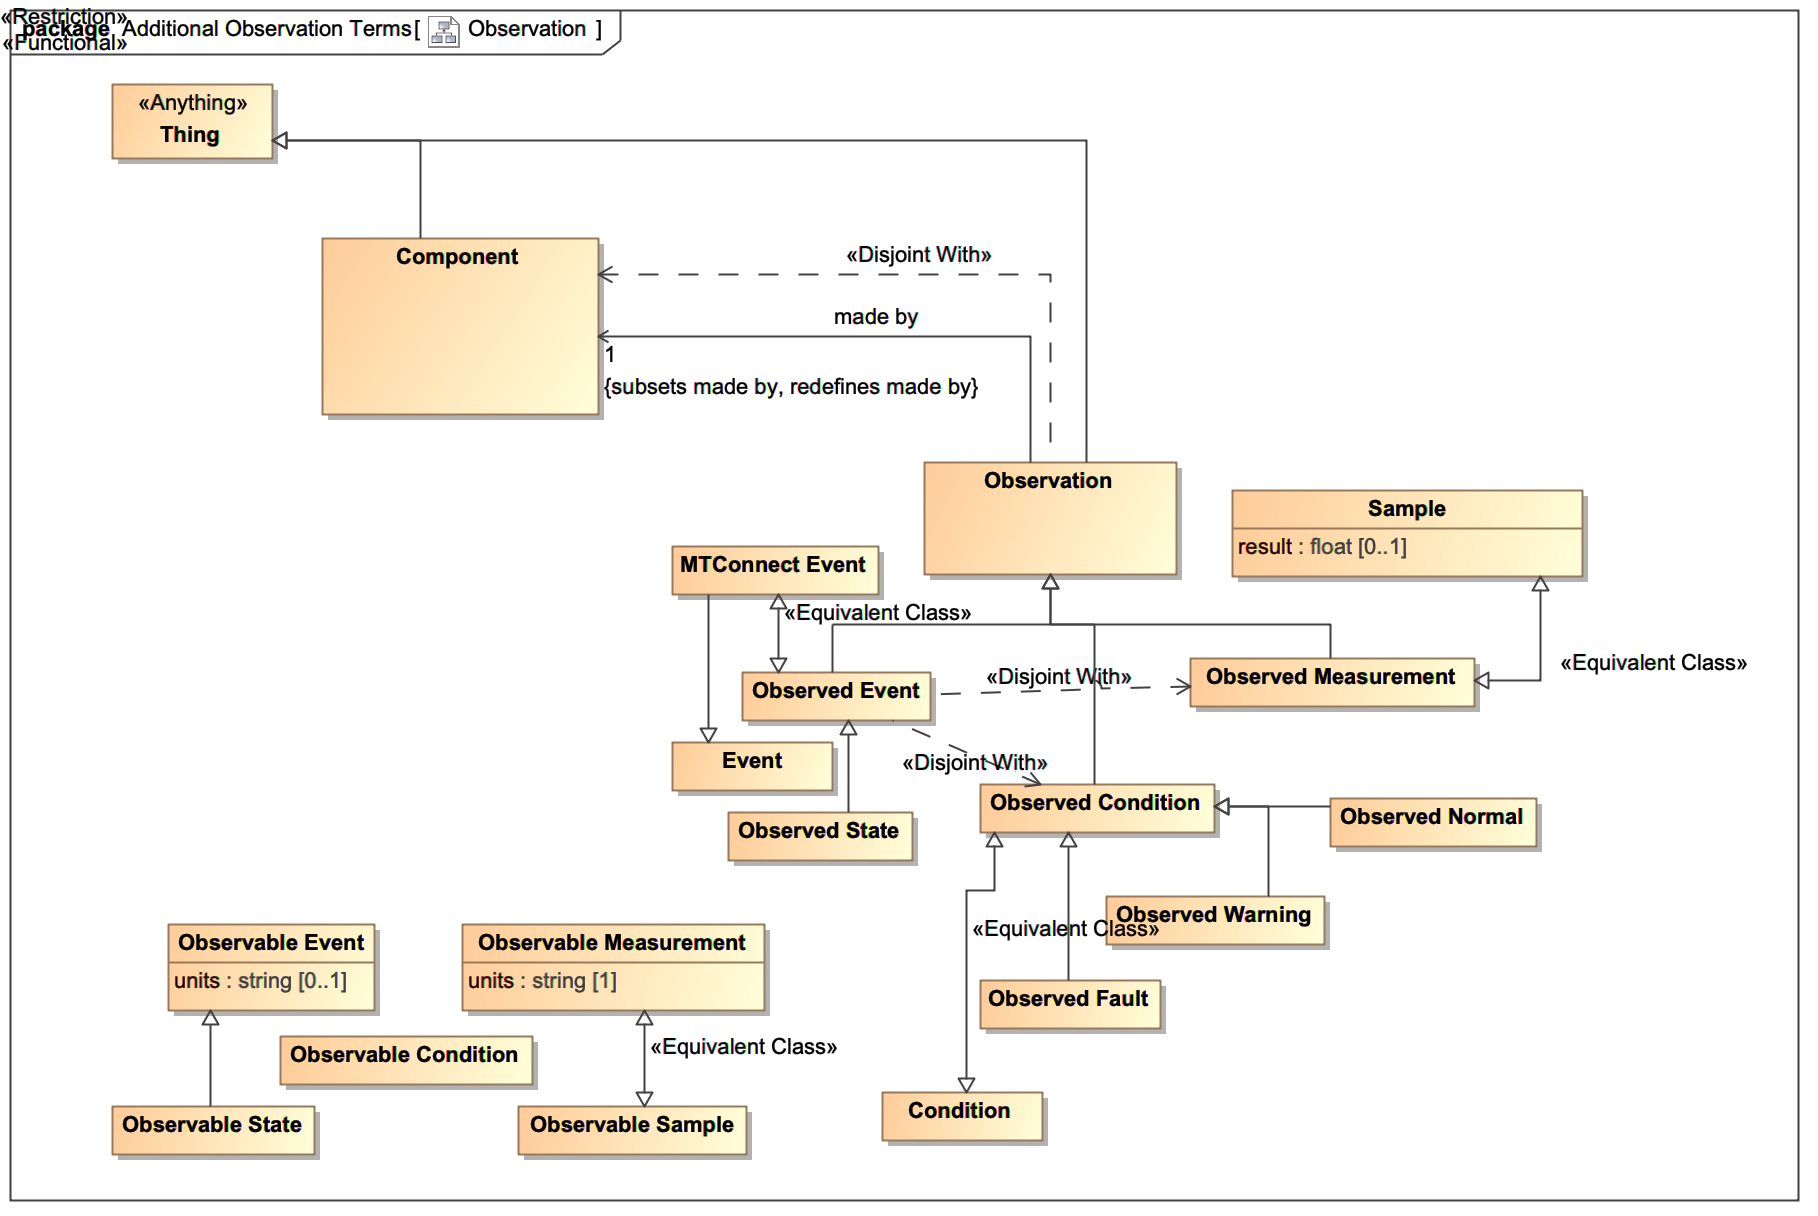 «Restriction»
package Additional Observation Terms[ Observation ]
«Functional»
«Anything»
Thing
Component
«Disjoint With»
made by
1
{subsets made by, redefines made by}
Observation
Sample
result : float [0..1]
MTConnect Event
«Equivalent Class»
Observed Event
«Disjoint With»
Observed Measurement
«Equivalent Class»
Event
«Disjoint With»
Observed State
Observed Condition
Observed Normal
Observed Warning
«Equivalent Class»
Observed Fault
Observable Event
units : string [0..1]
Observable Measurement
units : string [1]
Observable Condition
«Equivalent Class»
Observable State
Observable Sample
Condition